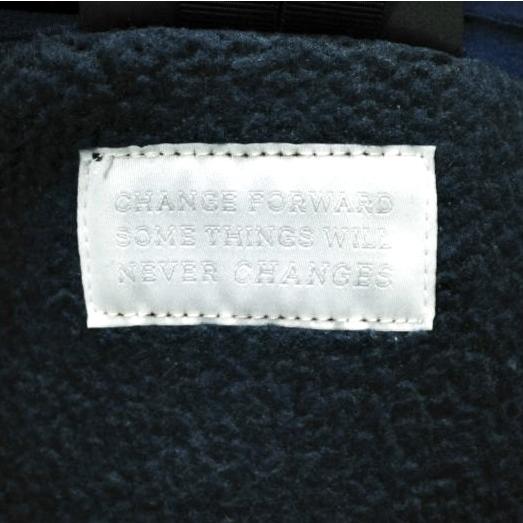 CHANGE FORWARD
SOME THINGS WILL
NEVER CHANGES